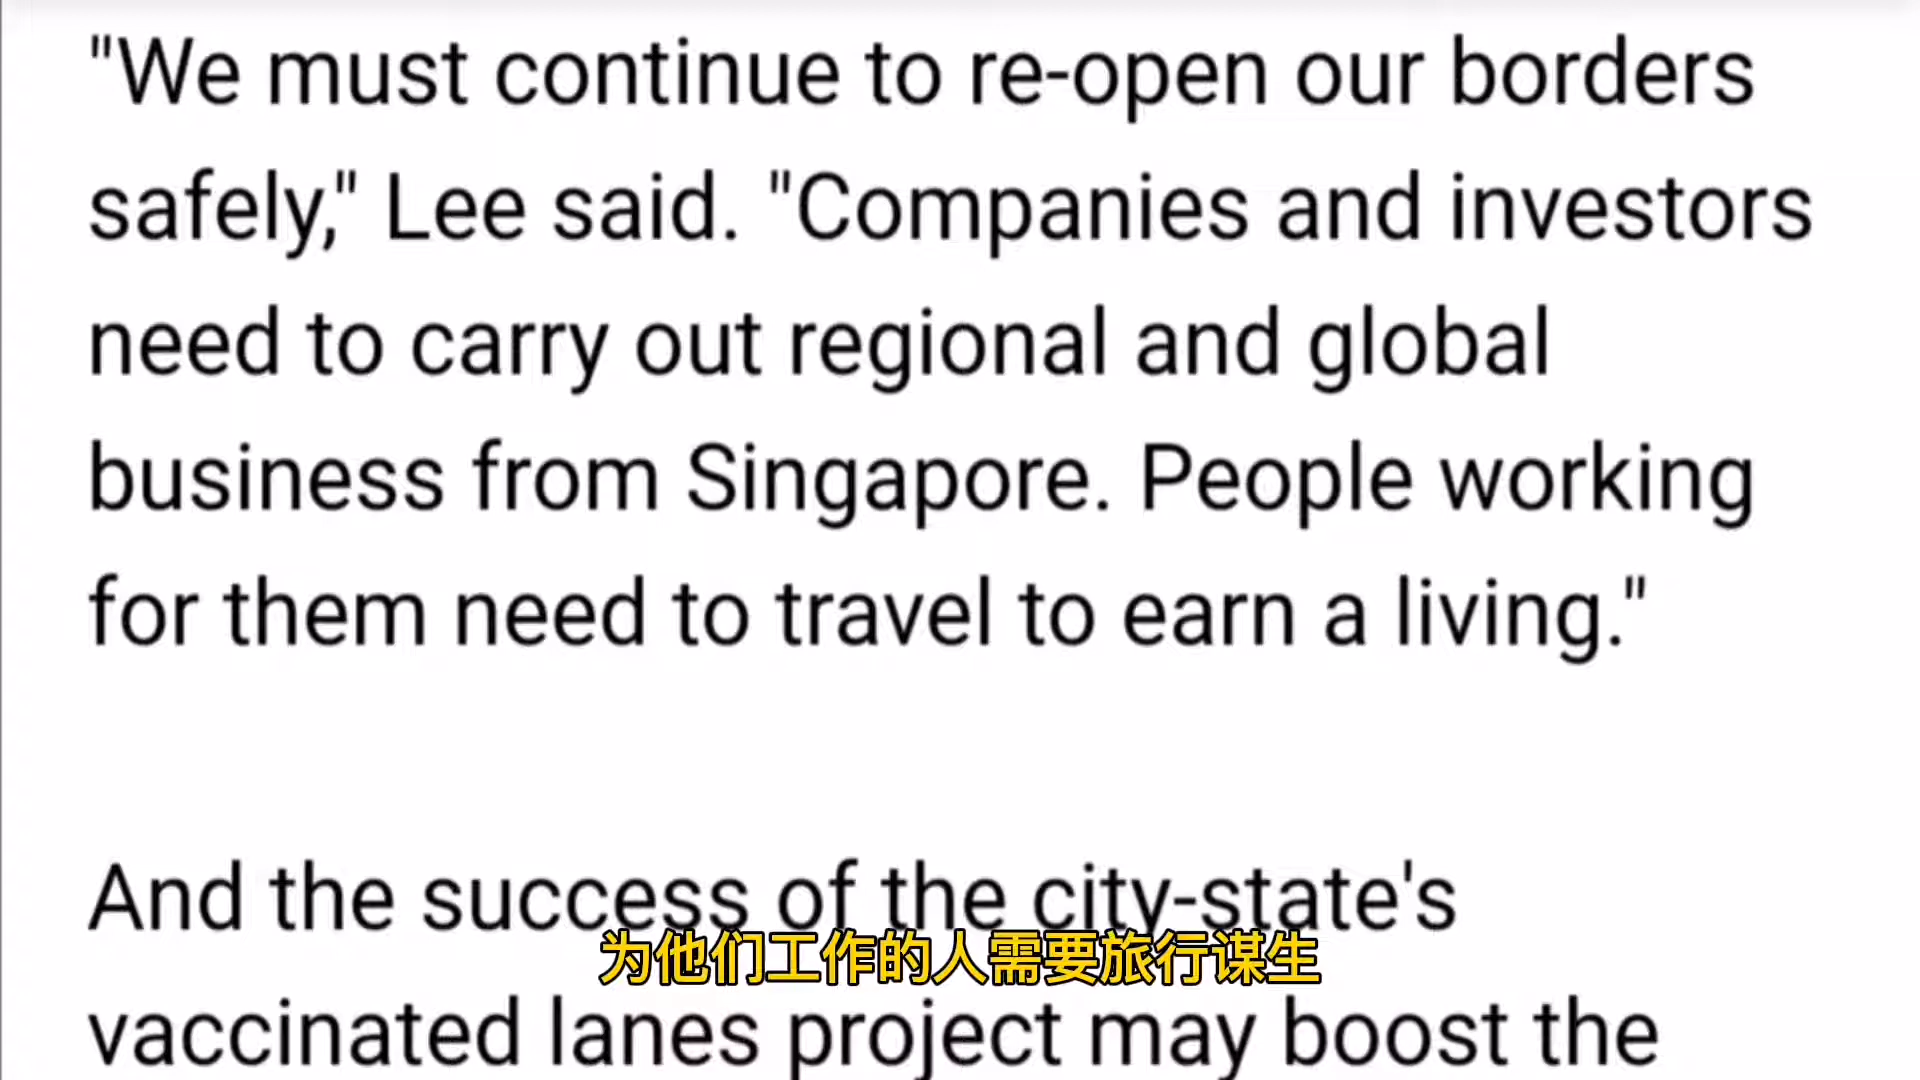 "We must continue to re-open our borders
safely," Lee said. "Companies and investors
need to carry out regional and global
business from Singapore. People working
for them need to travel to earn a living."
And the success of the city-state's
为他们工作的人需要旅行谋生
vaccinated lanes project may boost the